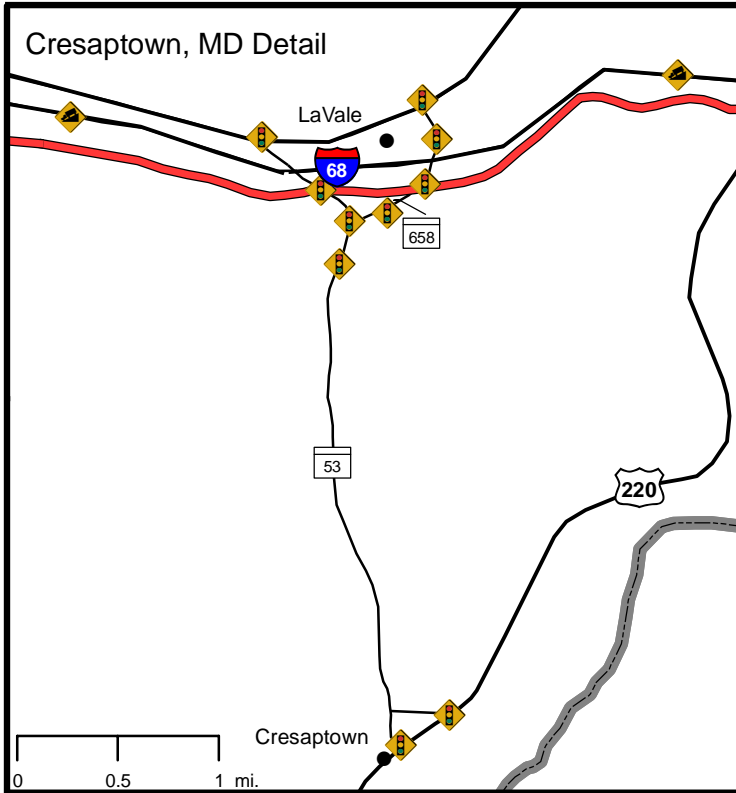 Cresaptown, MD Detail
LaVale
68
658
53
220
Cresaptown
0 0.5 1 mi.